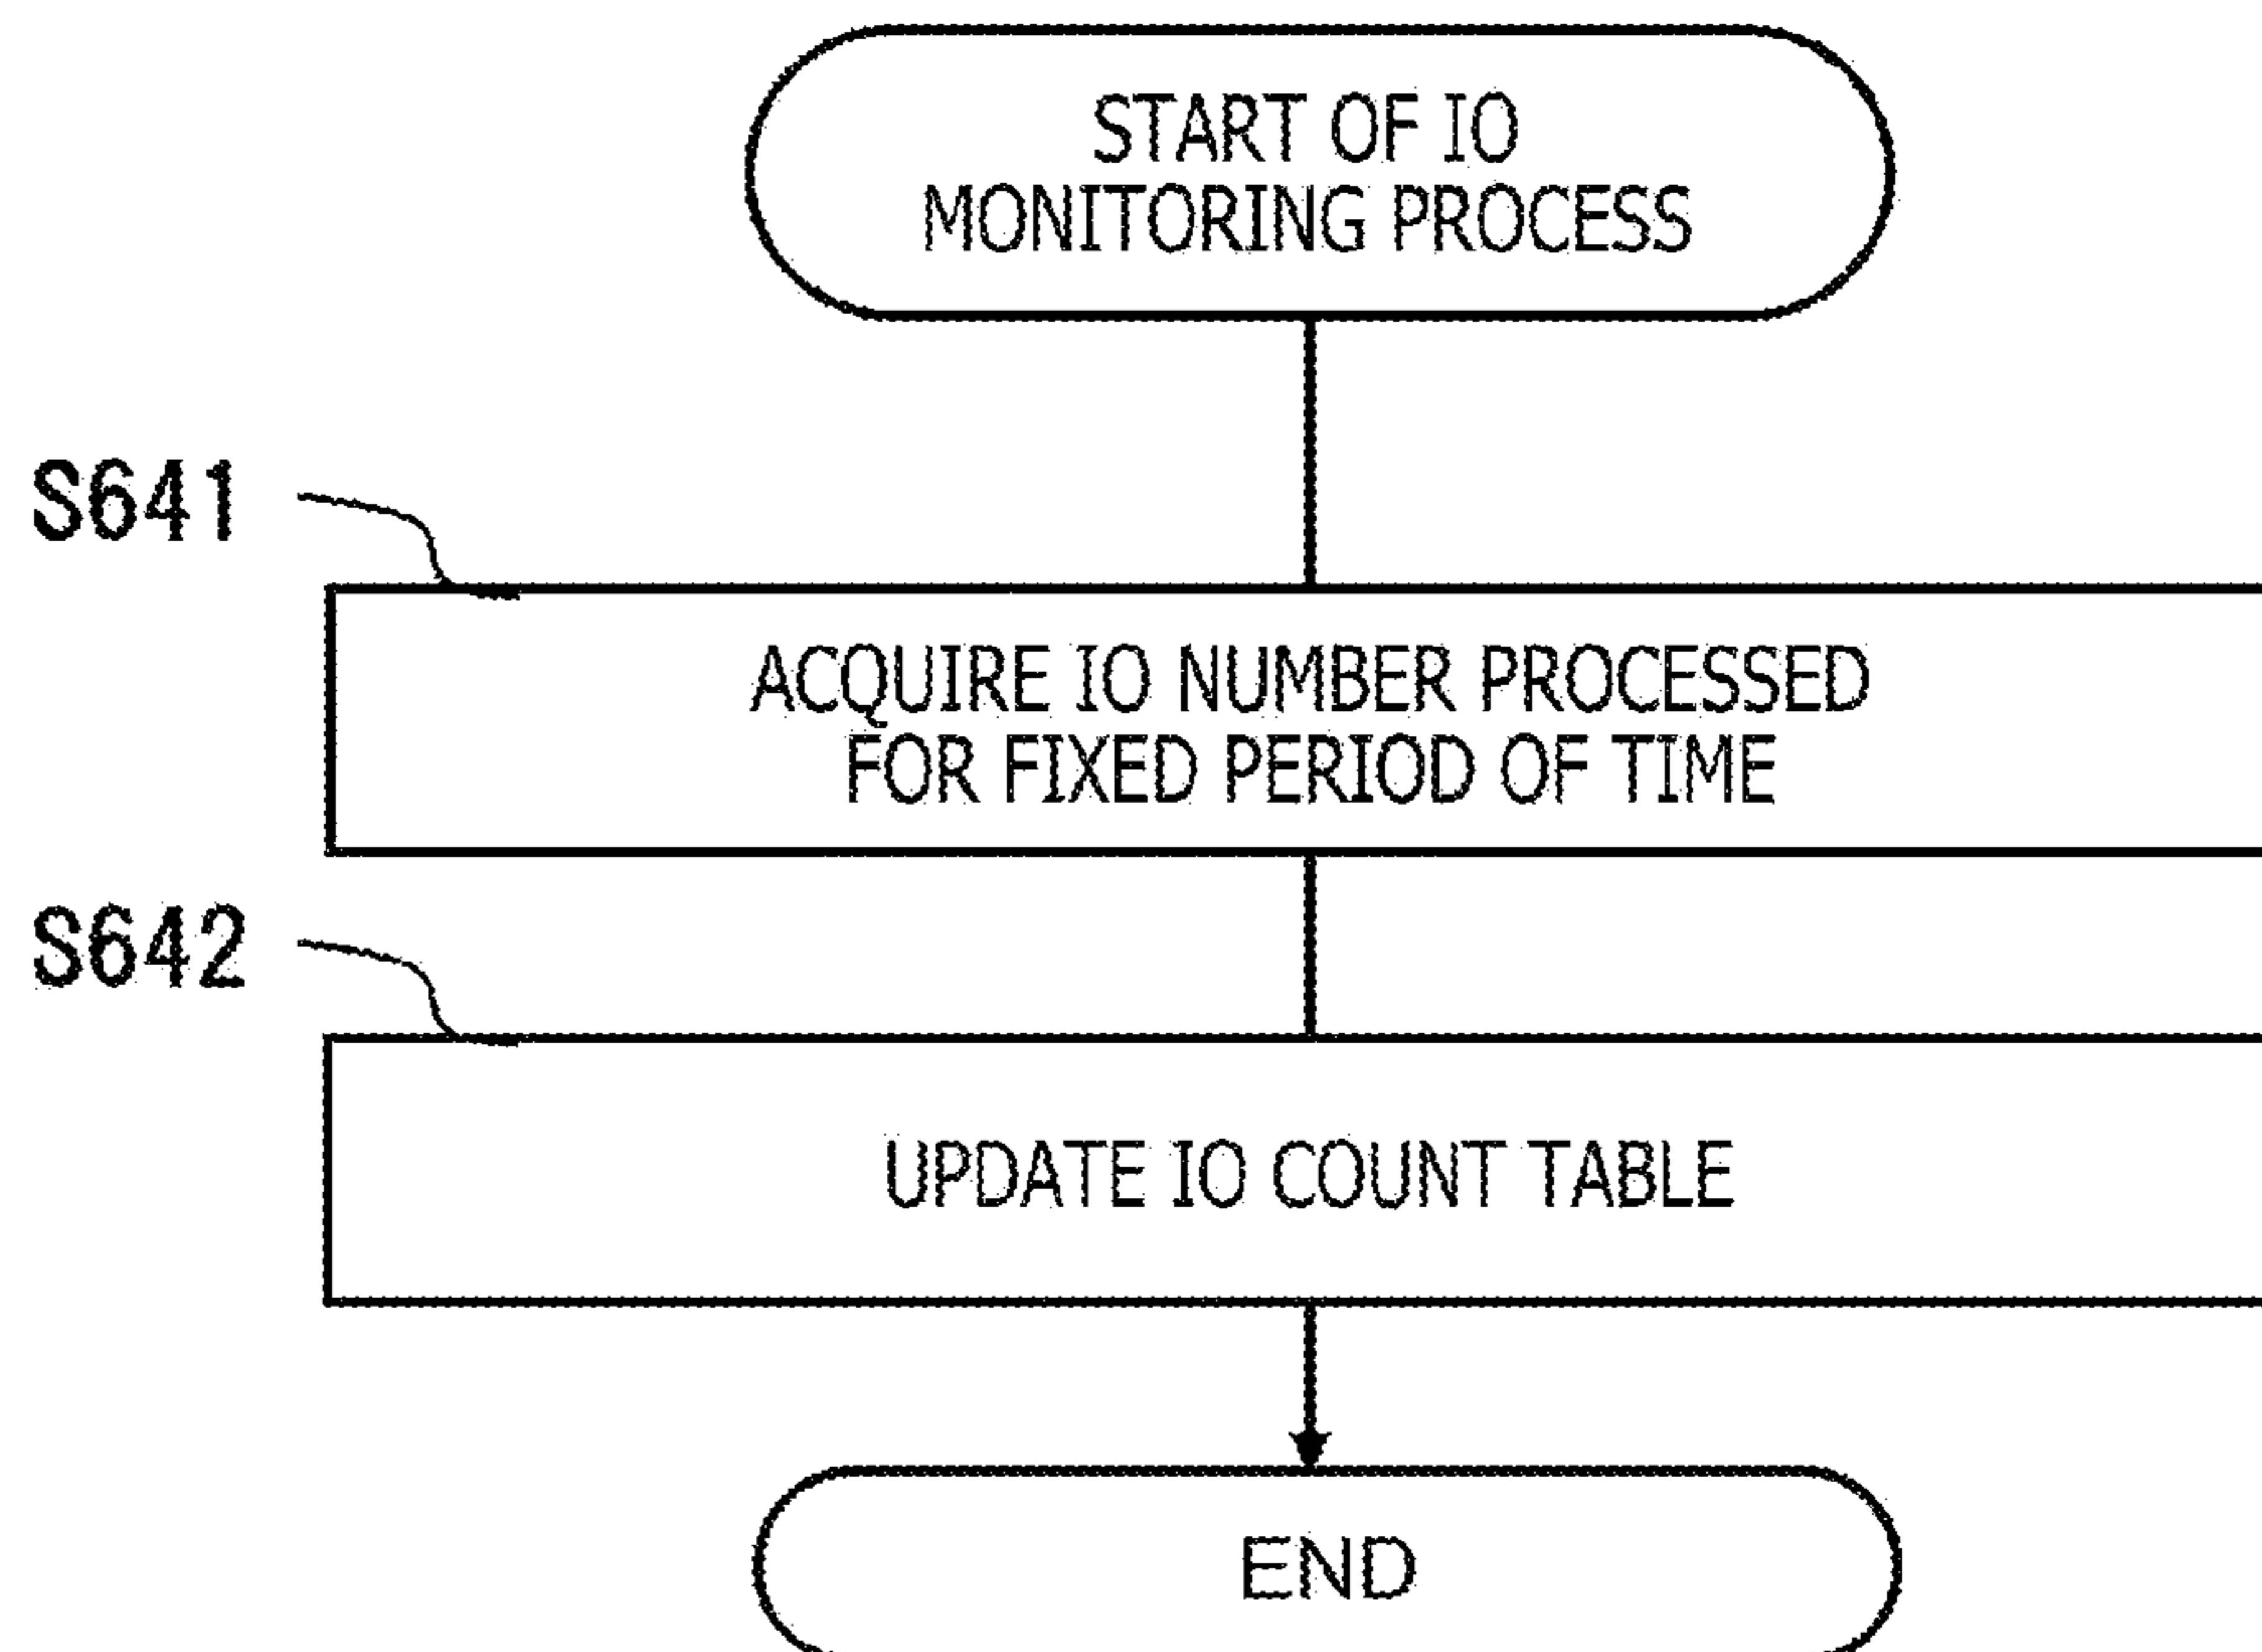 START OF IO
MONITORING PROCESS
S641
ACQUIRE IO NUMBER PROCESSED
FOR FIXED PERIOD OF TIME
S642
UPDATE IO COUNT TABLE
END